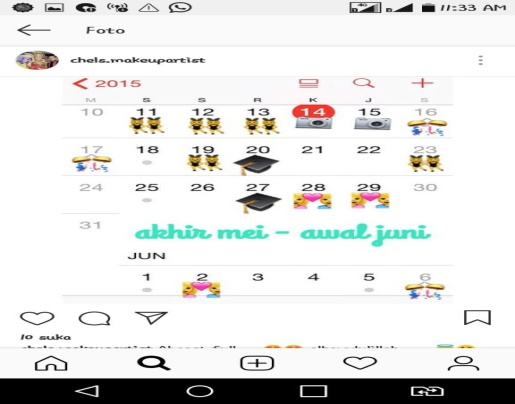 11:33 AM
Foto
chels.makeupartist
2015
M S S R K J S
10 11 12 13 14 15 16
17 18 19 20 21 22 23
24 25 26 27 28 29 30
31
akhir mei - awal juni
JUN
1 2 3 4 5 6
10 suka